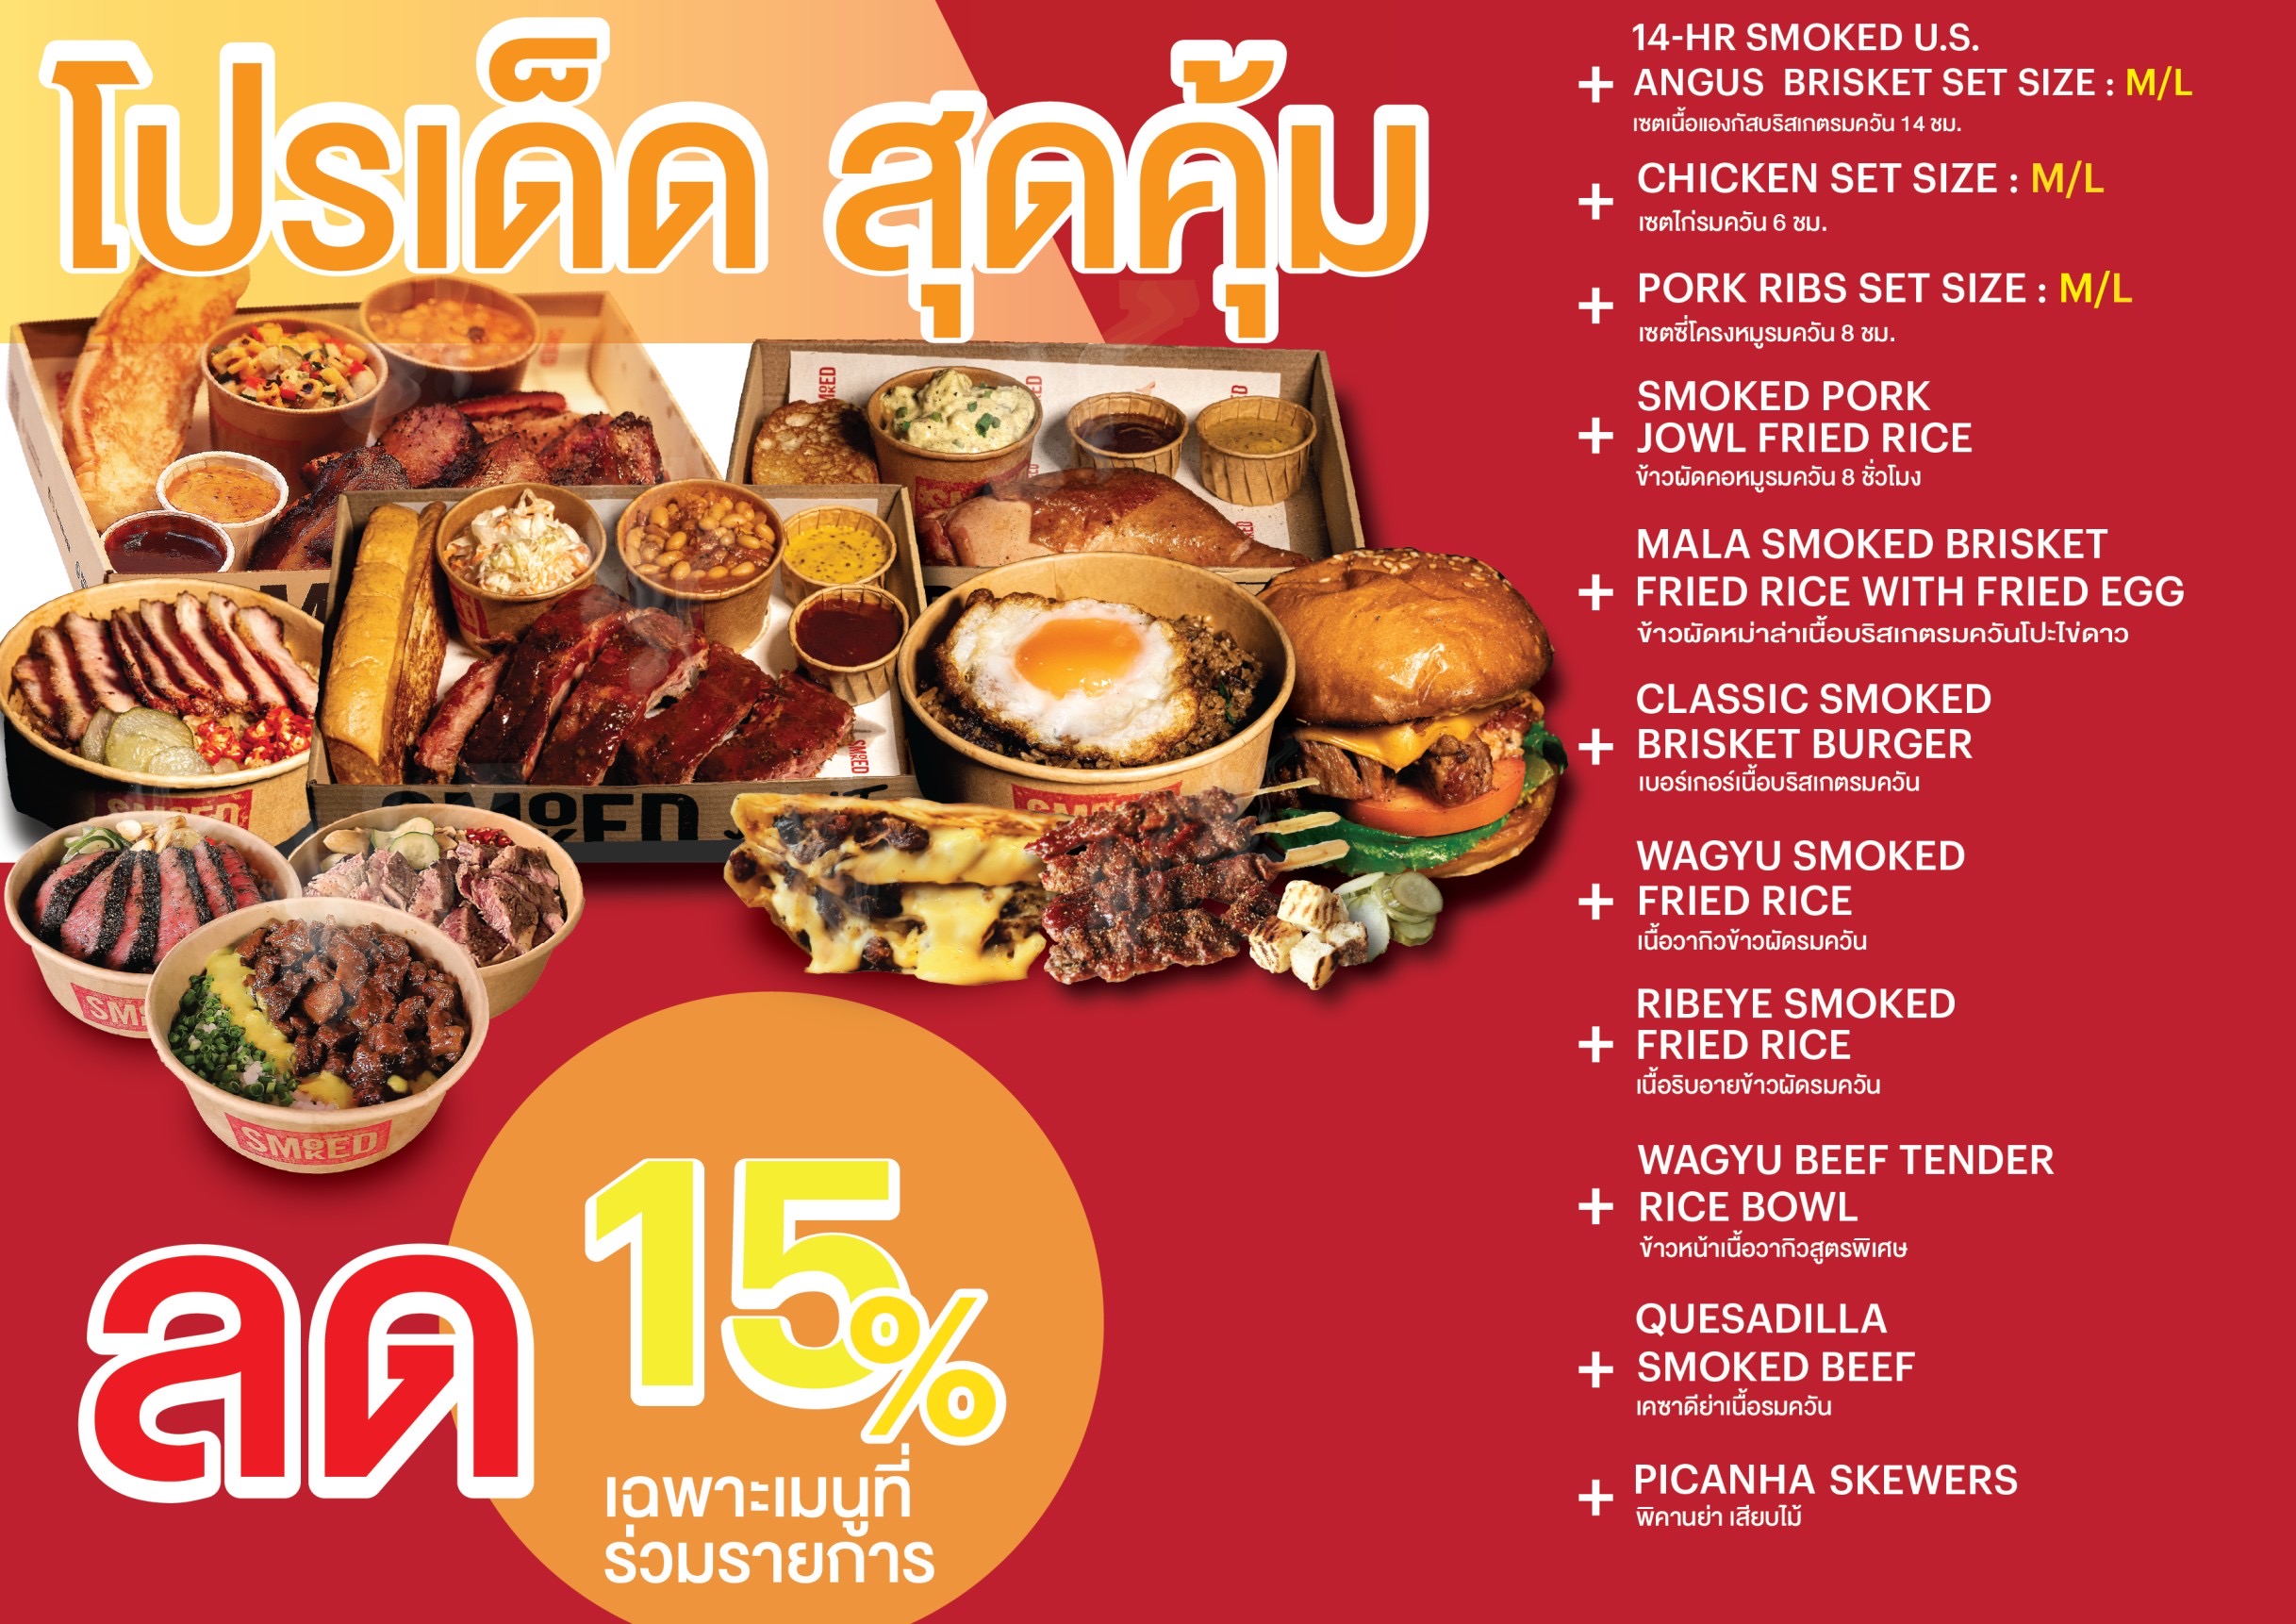 โปรเด็ด สุดคุ้ม
SMOKED
SMOKED
SMOKED
SMOKED
ลด 15%
เฉพาะเมนูที่
ร่วมรายการ
14-HR SMOKED U.S.
+ ANGUS BRISKET SET SIZE : M/L
เซตเนื้อแองกัสบริสเกตรมควัน 14 ชม.
+ CHICKEN SET SIZE : M/L
เซตไก่รมควัน 6 ชม.
+ PORK RIBS SET SIZE : M/L
เซตซี่โครงหมูรมควัน 8 ชม.
SMOKED PORK
+ JOWL FRIED RICE
ข้าวผัดคอหมูรมควัน 8 ชั่วโมง
MALA SMOKED BRISKET
+ FRIED RICE WITH FRIED EGG
ข้าวผัดหม่าล่าเนื้อบริสเกตรมควันโปะไข่ดาว
CLASSIC SMOKED
+ BRISKET BURGER
เบอร์เกอร์เนื้อบริสเกตรมควัน
WAGYU SMOKED
+ FRIED RICE
เนื้อวากิวข้าวผัดรมควัน
RIBEYE SMOKED
+ FRIED RICE
เนื้อริบอายข้าวผัดรมควัน
WAGYU BEEF TENDER
+ RICE BOWL
ข้าวหน้าเนื้อวากิวสูตรพิเศษ
QUESADILLA
+ SMOKED BEEF
เคซาดีย่าเนื้อรมควัน
+ PICANHA SKEWERS
พิคานย่า เสียบไม้